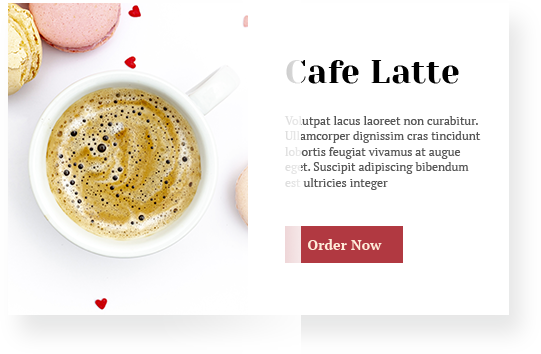 Cafe Latte
Volutpat lacus laoreet non curabitur.
Ullamcorper dignissim cras tincidunt
lobortis feugiat vivamus at augue
eget. Suscipit adipiscing bibendum
est ultricies integer
Order Now